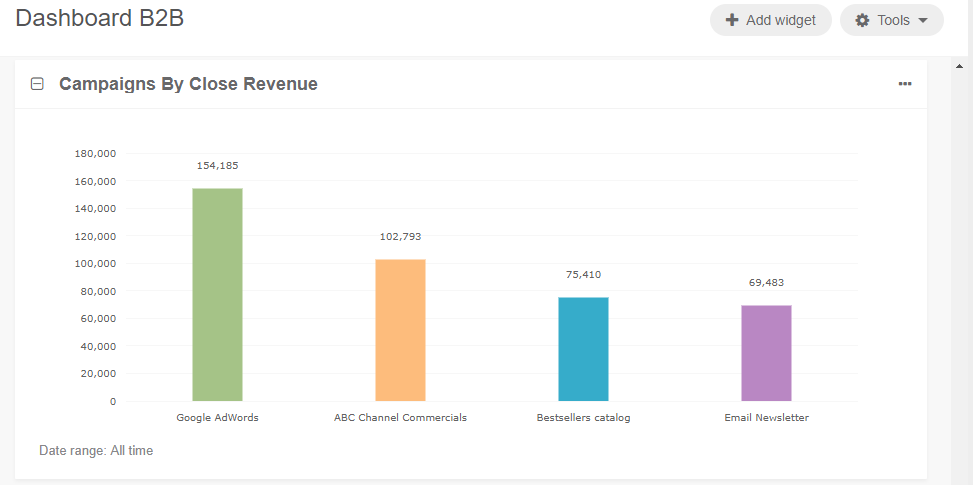 Dashboard B2B
Add widget
Tools
Campaigns By Close Revenue
180,000
160,000
140,000
120,000
100,000
80,000
60,000
40,000
20,000
0
154,185
102,793
75,410
69,483
Google AdWords
ABC Channel Commercials
Bestsellers catalog
Email Newsletter
Date range: All time